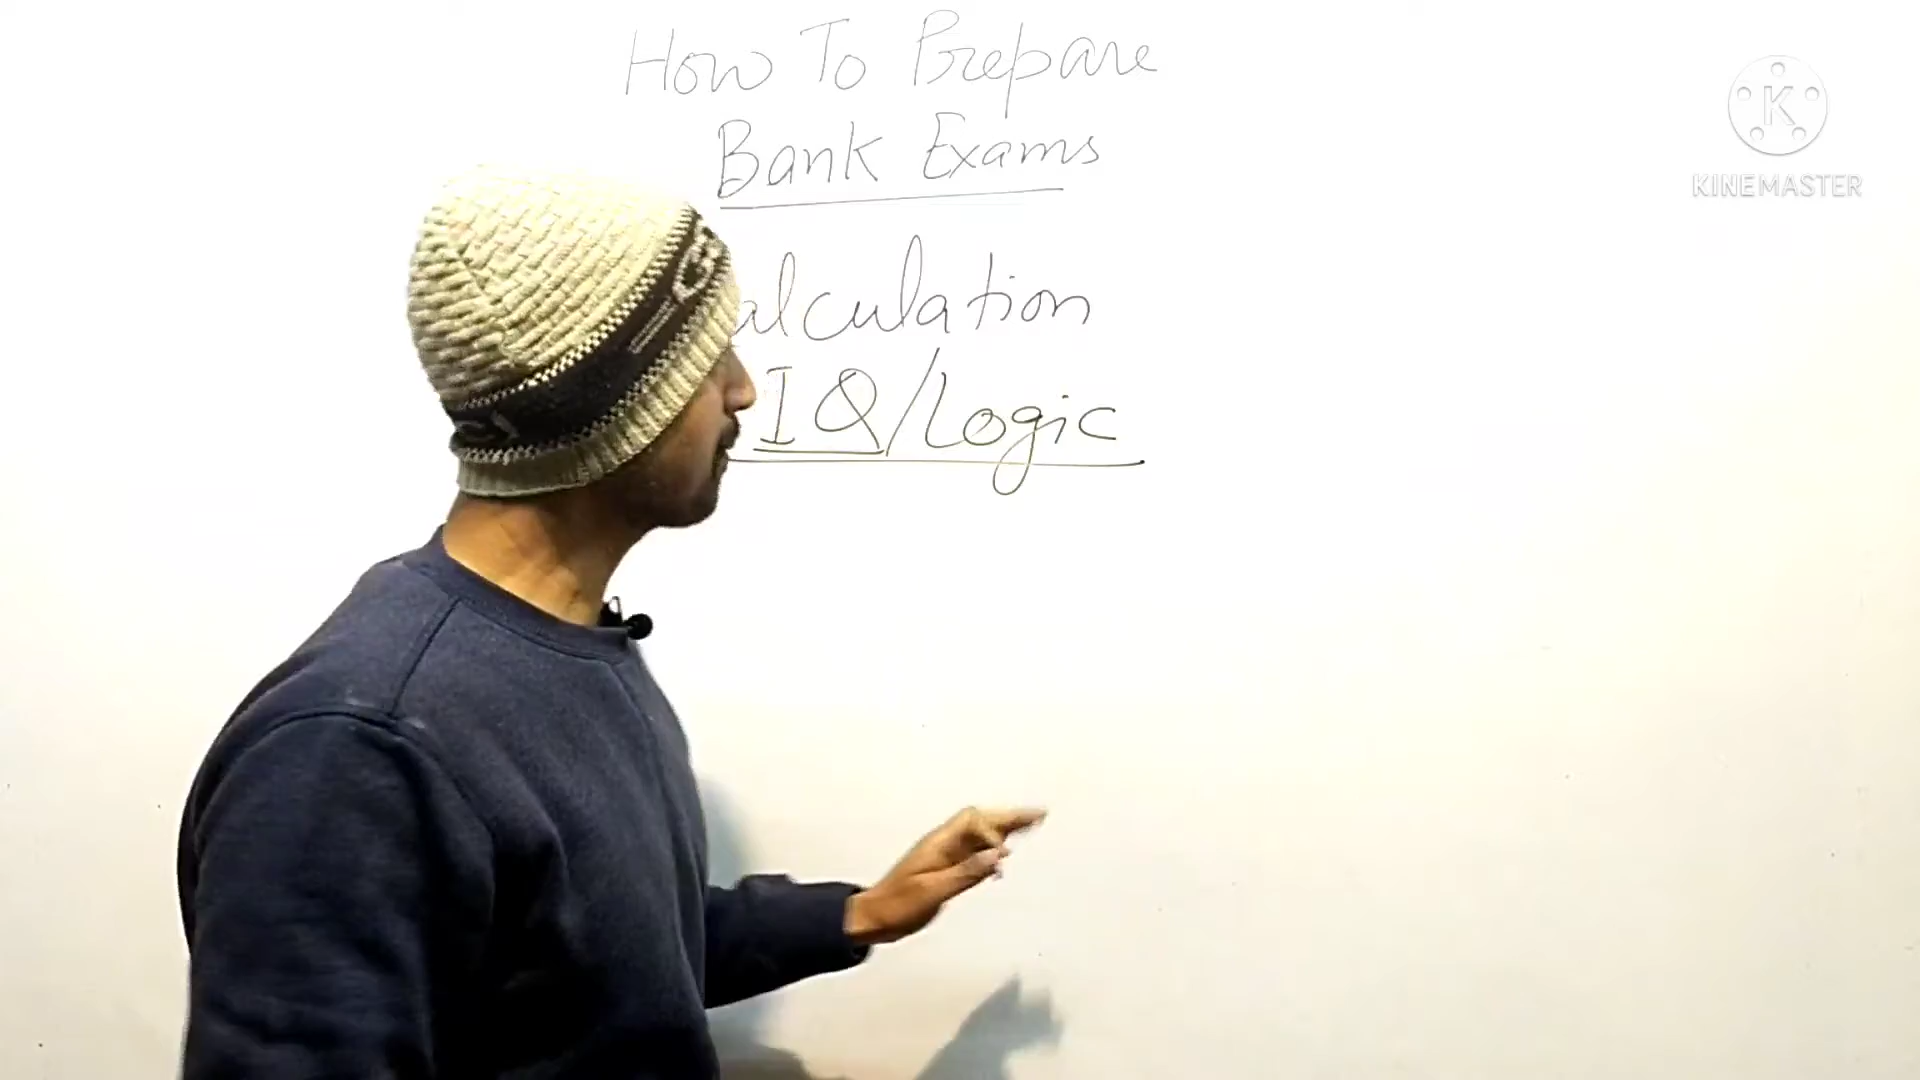 How To Prepare
Bank Exams
alculation
IQ/Logic
KINEMASTER